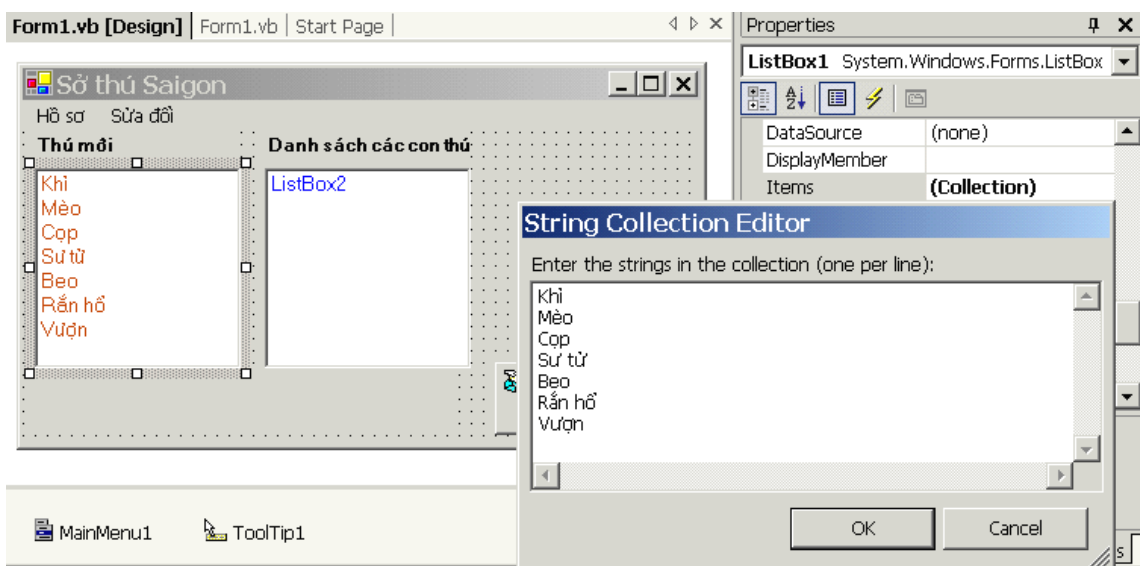 Form1.vb [Design] | Form1.vb | Start Page |
Properties
ListBox1 System.Windows.Forms.ListBox
Sở thú Saigon
Hồ sơ Sửa đổi
Thú mới Danh sách các con thú
Khỉ
Mèo
Cọp
Sư tử
Beo
Rắn hổ
Vượn
ListBox2
DataSource (none)
DisplayMember
Items (Collection)
String Collection Editor
Enter the strings in the collection (one per line):
Khỉ
Mèo
Cọp
Sư tử
Beo
Rắn hổ
Vượn
OK Cancel
MainMenu1 ToolTip1